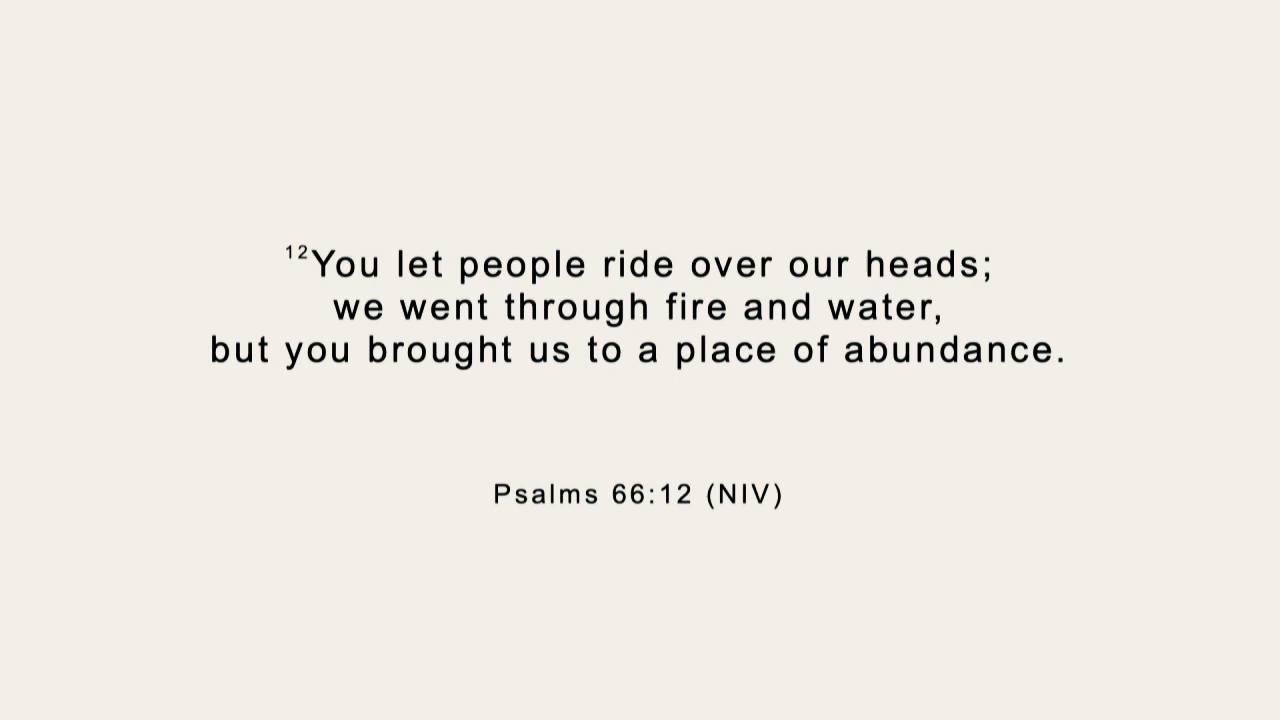 ¹²You let people ride over our heads;
we went through fire and water,
but you brought us to a place of abundance.
Psalms 66:12 (NIV)